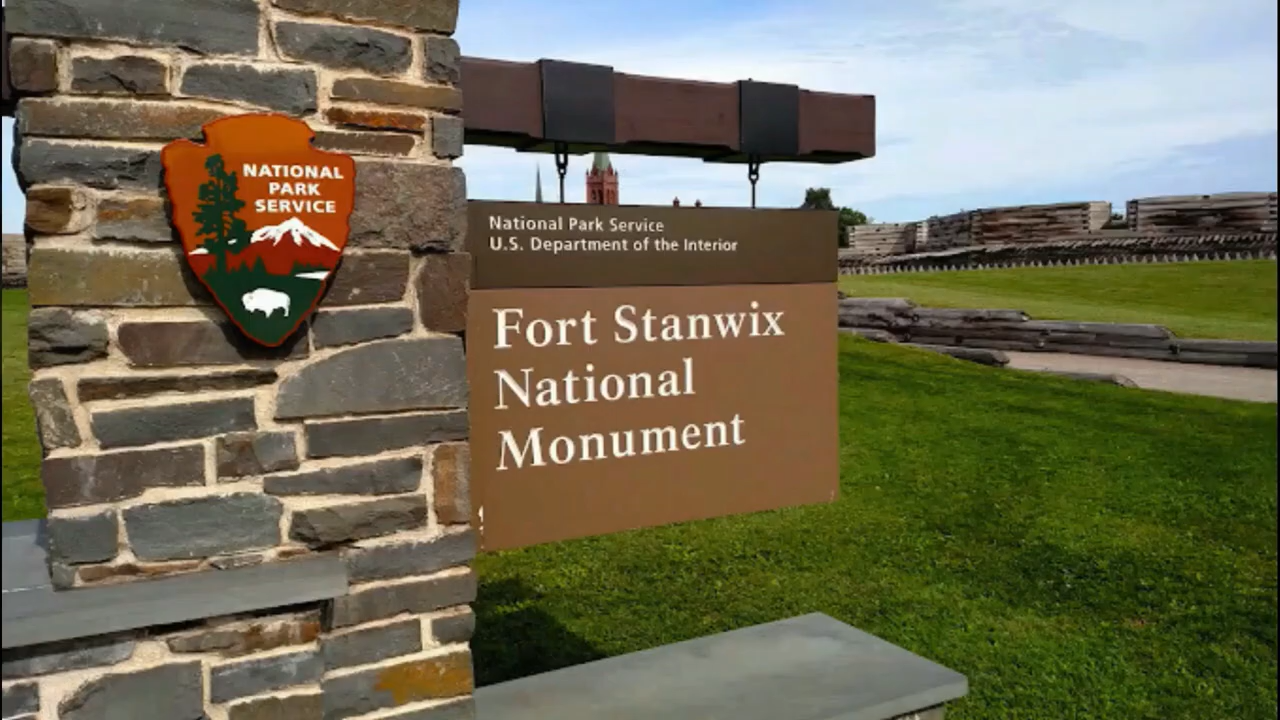 NATIONAL
PARK
SERVICE
National Park Service
U.S. Department of the Interior
Fort Stanwix
National
Monument